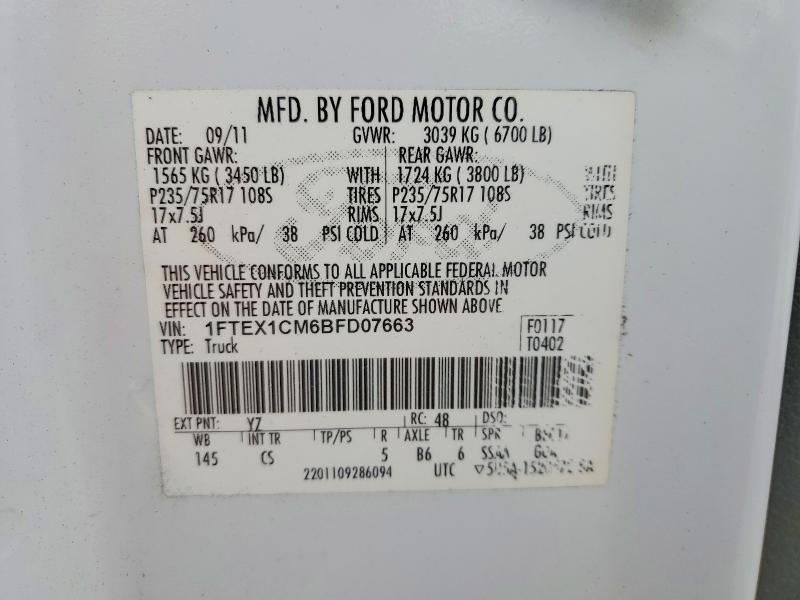 MFD. BY FORD MOTOR CO.
DATE: 09/11 GVWR: 3039 KG ( 6700 LB)
FRONT GAWR: REAR GAWR:
1565 KG ( 3450 LB) WITH 1724 KG ( 3800 LB) WITH
P235/75R17 108S TIRES P235/75R17 108S TIRES
17x7.5J RIMS 17x7.5J RIMS
AT 260 kPa/ 38 PSI COLD AT 260 kPa/ 38 PSI COLD
THIS VEHICLE CONFORMS TO ALL APPLICABLE FEDERAL MOTOR
VEHICLE SAFETY AND THEFT PREVENTION STANDARDS IN
EFFECT ON THE DATE OF MANUFACTURE SHOWN ABOVE.
VIN: 1FTEX1CM6BFD07663 F0117
TYPE: Truck T0402
EXT PNT: YZ RC: 48 DSO:
WB INT TR TP/PS R AXLE TR SPR
145 CS 5 B6 6
2201109286094 UTC